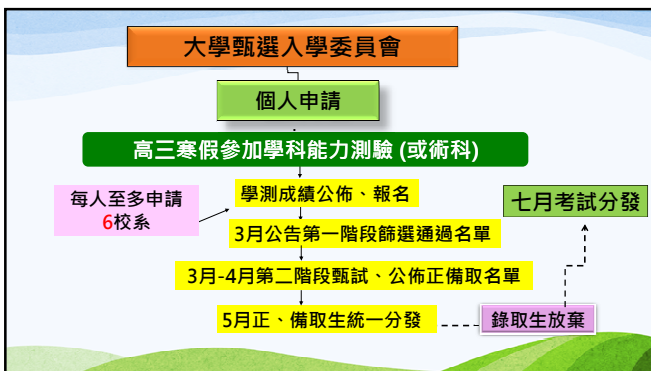 大學甄選入學委員會
個人申請
高三寒假參加學科能力測驗 (或術科)
每人至多申請
6校系
學測成績公佈、報名
七月考試分發
3月公告第一階段篩選通過名單
3月-4月第二階段甄試、公佈正備取名單
5月正、備取生統一分發
錄取生放棄